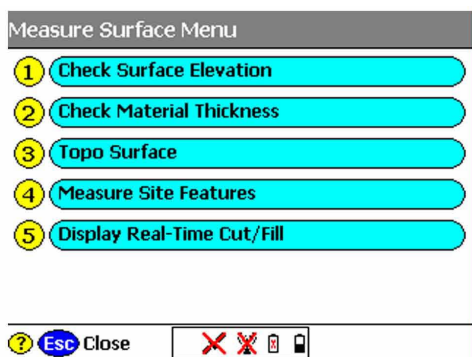 Measure Surface Menu
1 Check Surface Elevation
2 Check Material Thickness
3 Topo Surface
4 Measure Site Features
5 Display Real-Time Cut/Fill
? Esc Close